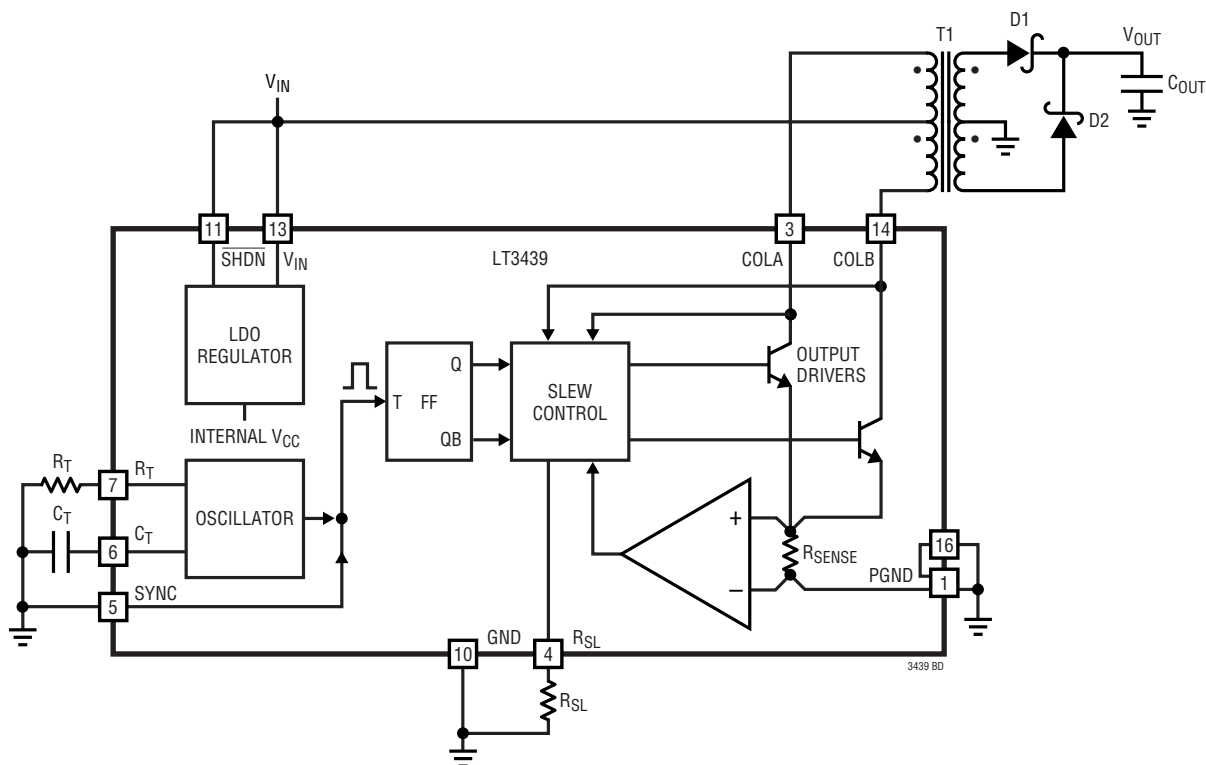 T1
D1
VOUT
COUT
D2
VIN
11
13
3
14
SHDN
VIN
LT3439
COLA
COLB
LDO
REGULATOR
INTERNAL VCC
T
FF
Q
QB
SLEW
CONTROL
OUTPUT
DRIVERS
RT
7
RT
CT
6
CT
OSCILLATOR
5
SYNC
+
−
RSENSE
PGND
16
1
10
GND
4
RSL
RSL
3439 BD